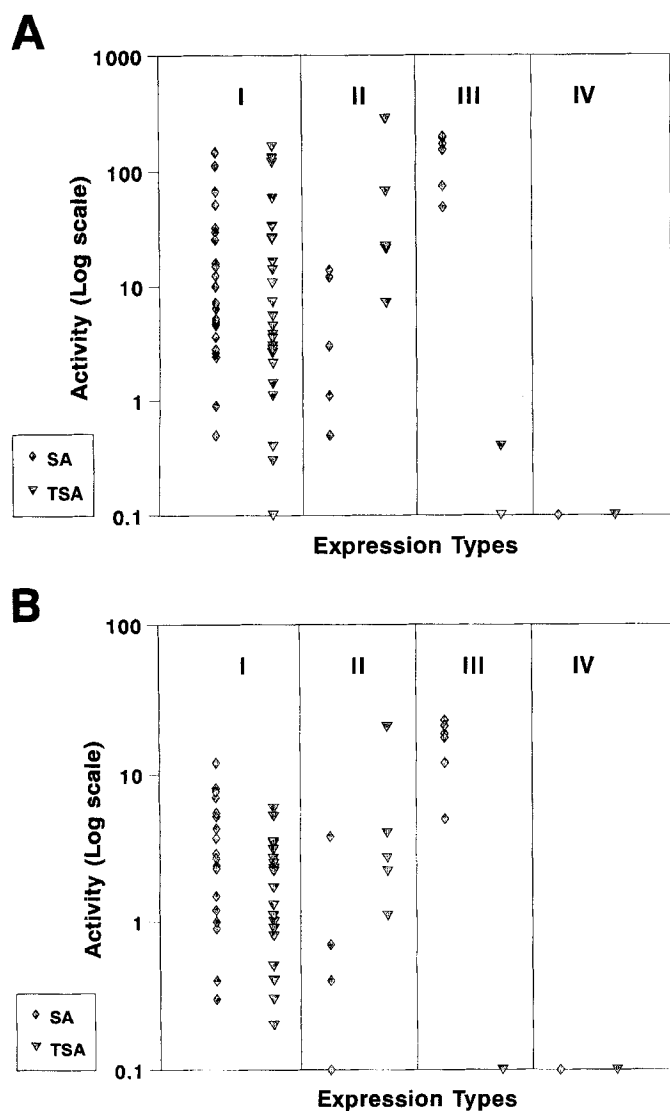 A
1000
100
10
1
0.1
Activity (Log scale)
I II III IV
SA
TSA
Expression Types
B
100
10
1
0.1
Activity (Log scale)
I II III IV
SA
TSA
Expression Types